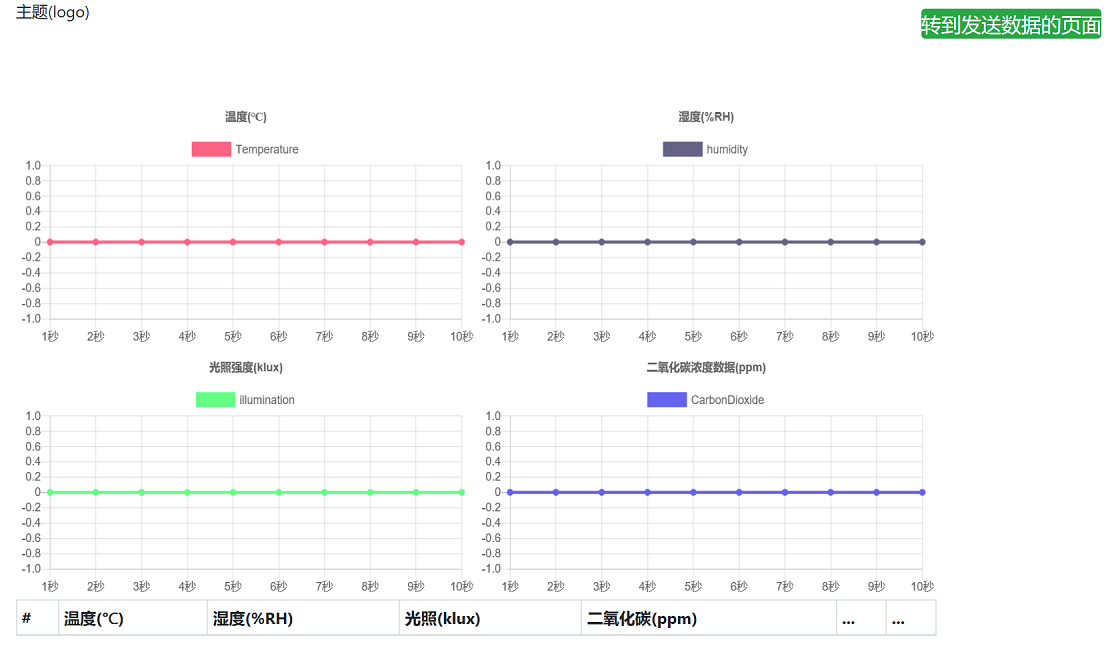 主题(logo)
转到发送数据的页面
温度(℃)
Temperature
1.0
0.8
0.6
0.4
0.2
0
-0.2
-0.4
-0.6
-0.8
-1.0
1秒 2秒 3秒 4秒 5秒 6秒 7秒 8秒 9秒 10秒
湿度(%RH)
humidity
1.0
0.8
0.6
0.4
0.2
0
-0.2
-0.4
-0.6
-0.8
-1.0
1秒 2秒 3秒 4秒 5秒 6秒 7秒 8秒 9秒 10秒
光照强度(klux)
illumination
1.0
0.8
0.6
0.4
0.2
0
-0.2
-0.4
-0.6
-0.8
-1.0
1秒 2秒 3秒 4秒 5秒 6秒 7秒 8秒 9秒 10秒
二氧化碳浓度数据(ppm)
CarbonDioxide
1.0
0.8
0.6
0.4
0.2
0
-0.2
-0.4
-0.6
-0.8
-1.0
1秒 2秒 3秒 4秒 5秒 6秒 7秒 8秒 9秒 10秒
# 温度(℃) 湿度(%RH) 光照(klux) 二氧化碳(ppm) ... ...